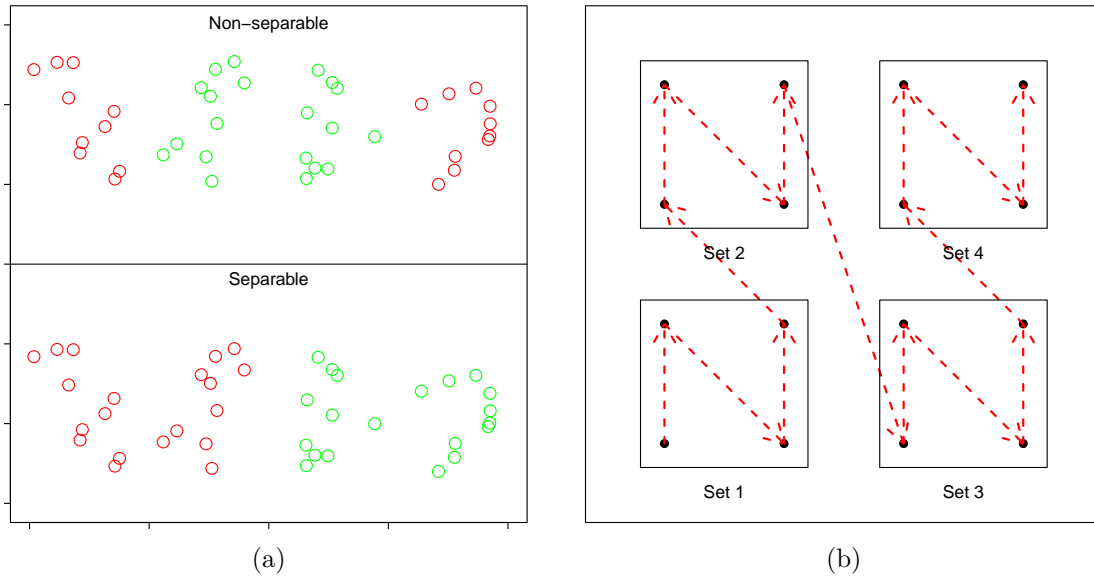 Non−separable
Separable
(a)
Set 2
Set 4
Set 1
Set 3
(b)